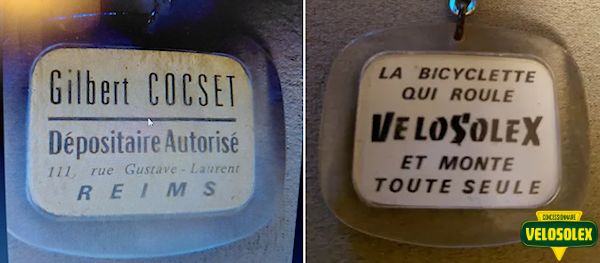 Gilbert COCSET
Dépositaire Autorisé
111, rue Gustave-Laurent
REIMS
LA BICYCLETTE
QUI ROULE
VELOSOLEX
ET MONTE
TOUTE SEULE
CONCESSIONNAIRE
VELOSOLEX